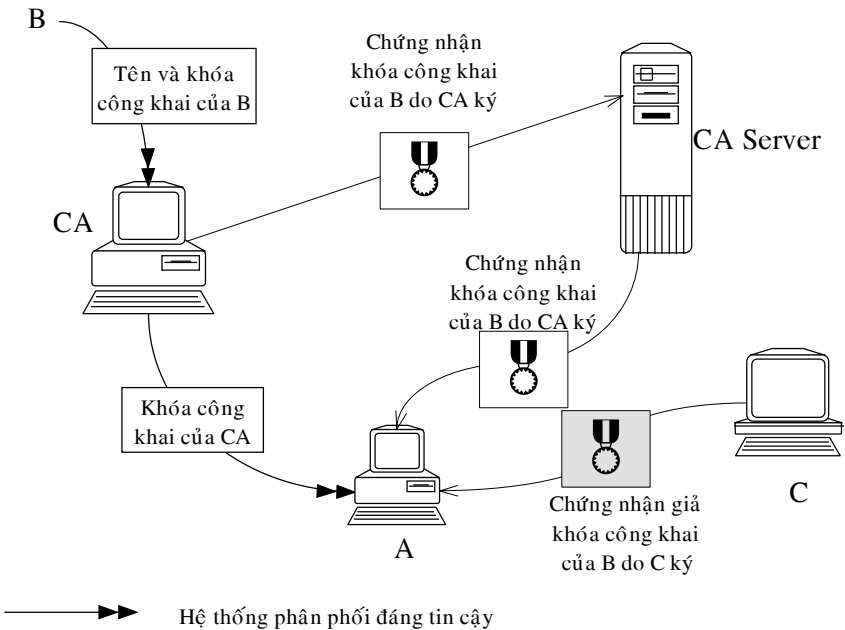 B
Tên và khóa
công khai của B
Chứng nhận
khóa công khai
của B do CA ký
CA Server
CA
Chứng nhận
khóa công khai
của B do CA ký
Khóa công
khai của CA
A
C
Chứng nhận giả
khóa công khai
của B do C ký
Hệ thống phân phối đáng tin cậy